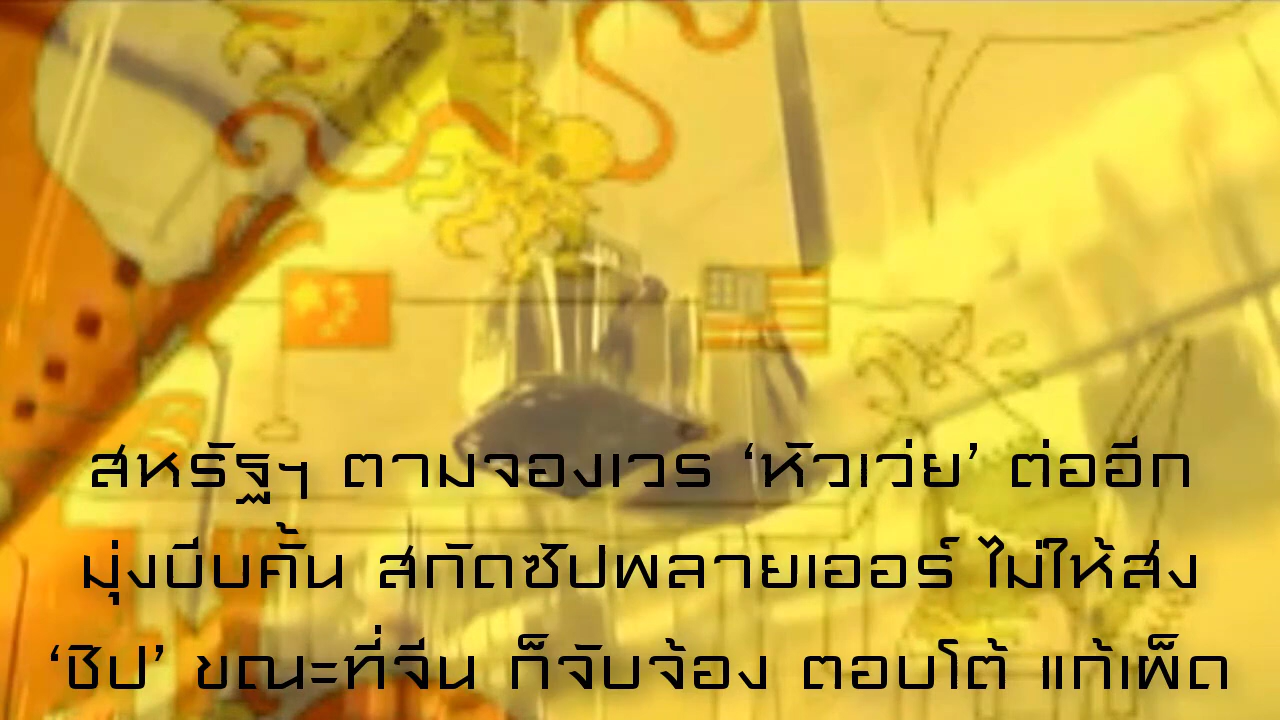 สหรัฐฯ ตามจองเวร ‘หัวเว่ย’ ต่ออีก
มุ่งบีบคั้น สกัดซัปพลายเออร์ ไม่ให้ส่ง
‘ชิป’ ขณะที่จีน ก็จับจ้อง ตอบโต้ แก้เผ็ด